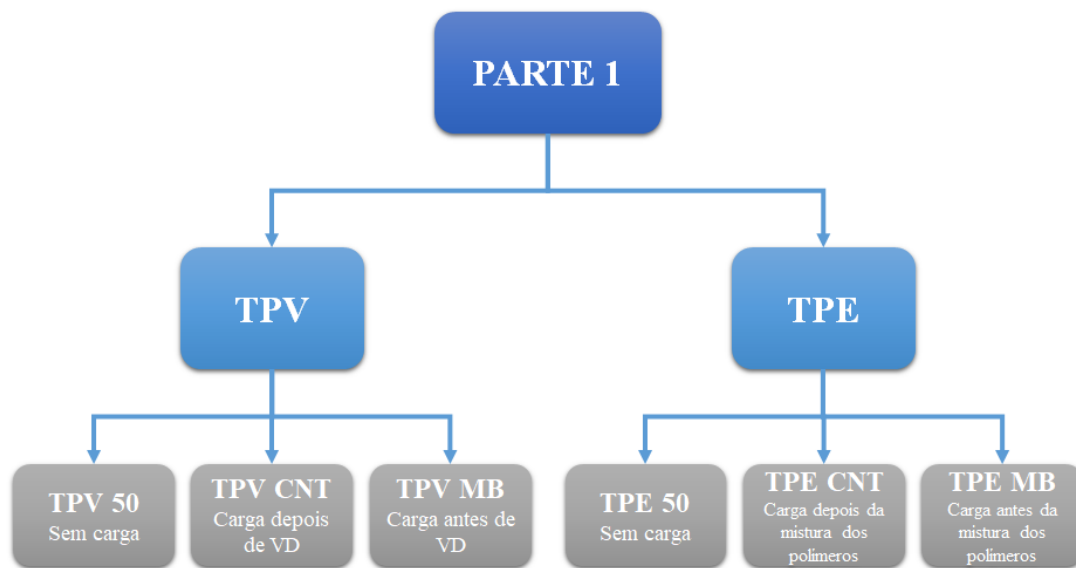 PARTE 1
TPV
TPE
TPV 50
Sem carga
TPV CNT
Carga depois
de VD
TPV MB
Carga antes de
VD
TPE 50
Sem carga
TPE CNT
Carga depois da
mistura dos
polímeros
TPE MB
Carga antes da
mistura dos
polímeros